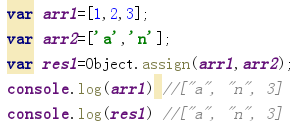 var arr1=[1,2,3];
var arr2=['a','n'];
var res1=Object.assign(arr1,arr2);
console.log(arr1) //["a", "n", 3]
console.log(res1) //["a", "n", 3]